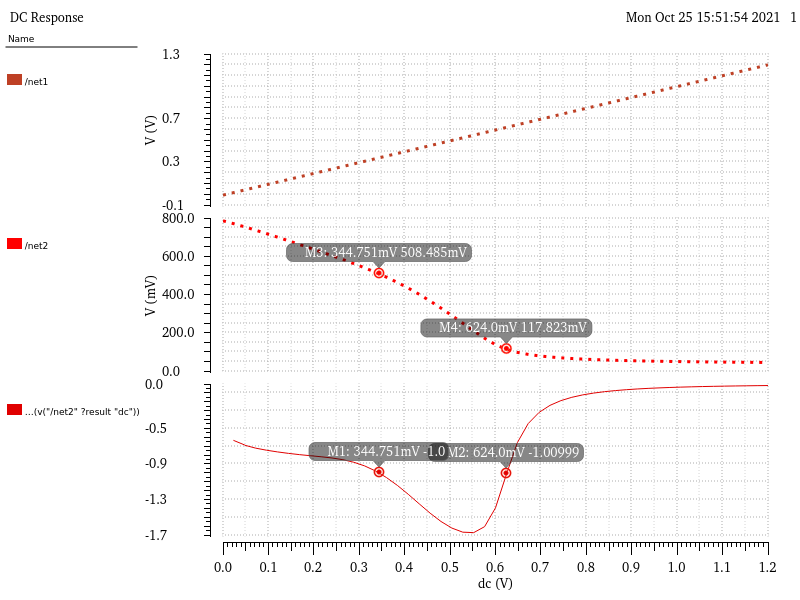 DC Response
Mon Oct 25 15:51:54 2021 1
Name
/net1
V (V)
1.3
0.7
0.3
-0.1
/net2
V (mV)
800.0
600.0
400.0
200.0
0.0
M3: 344.751mV 508.485mV
M4: 624.0mV 117.823mV
...(v("/net2" ?result "dc"))
0.0
-0.5
-0.9
-1.3
-1.7
M1: 344.751mV -1.0
M2: 624.0mV -1.00999
0.0 0.1 0.2 0.3 0.4 0.5 0.6 0.7 0.8 0.9 1.0 1.1 1.2
dc (V)